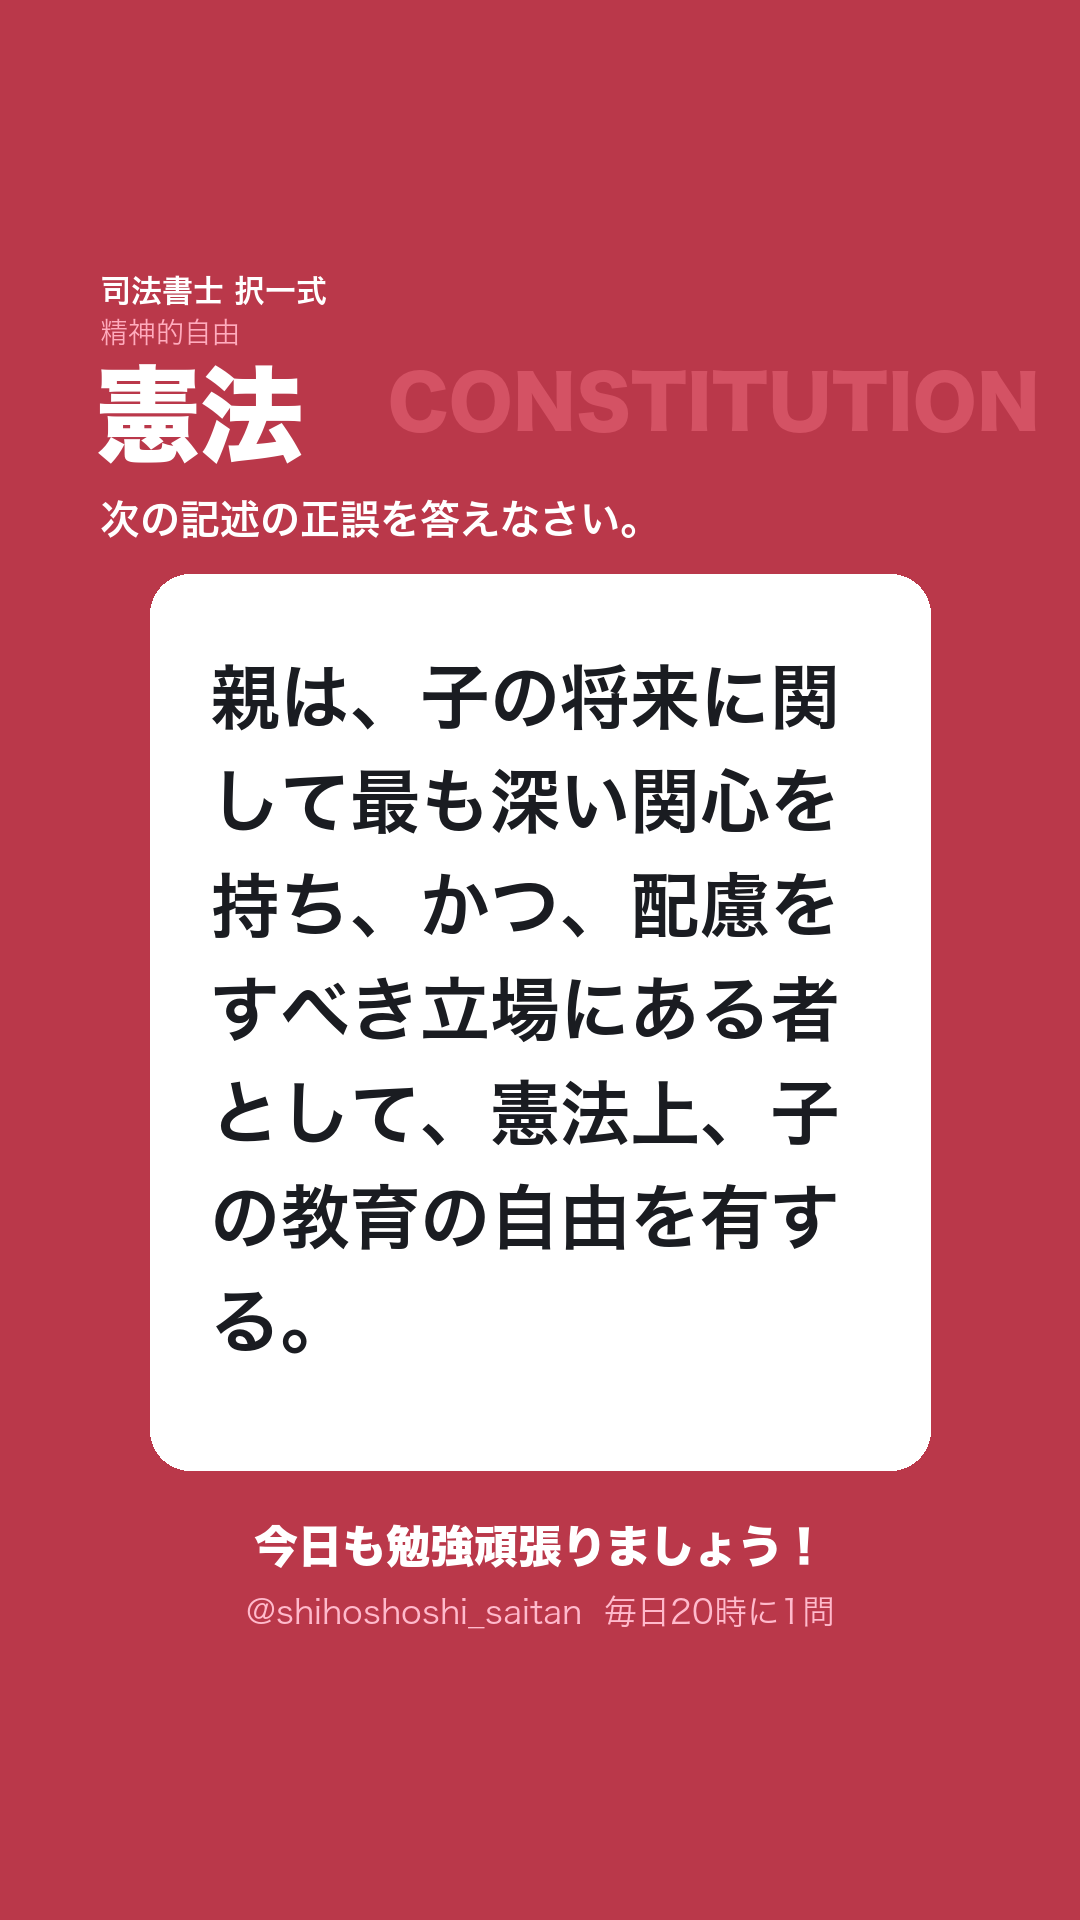 司法書士 択一式
精神的自由
憲法
CONSTITUTION
次の記述の正誤を答えなさい。
親は、子の将来に関
して最も深い関心を
持ち、かつ、配慮を
すべき立場にある者
として、憲法上、子
の教育の自由を有す
る。
今日も勉強頑張りましょう！
@shihoshoshi_saitan 毎日20時に1問